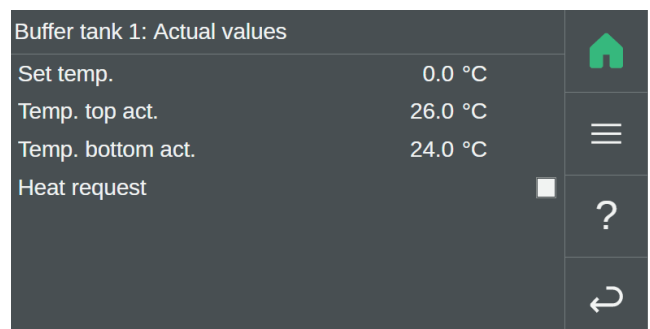 Buffer tank 1: Actual values
Set temp. 0.0 °C
Temp. top act. 26.0 °C
Temp. bottom act. 24.0 °C
Heat request
?